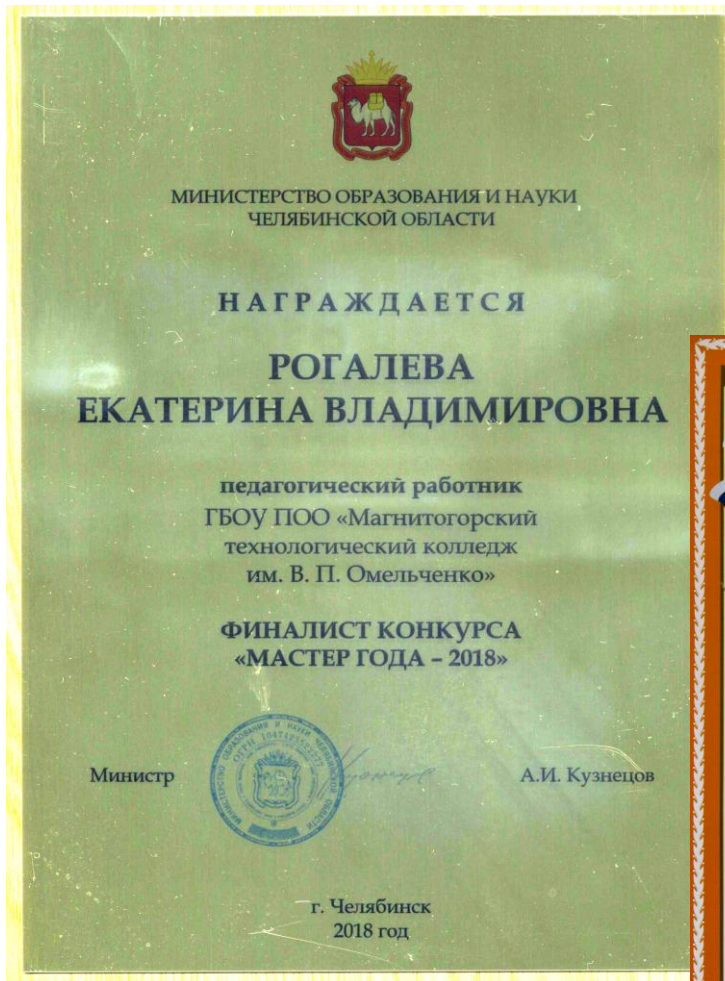 МИНИСТЕРСТВО ОБРАЗОВАНИЯ И НАУКИ
ЧЕЛЯБИНСКОЙ ОБЛАСТИ
НАГРАЖДАЕТСЯ
РОГАЛЕВА
ЕКАТЕРИНА ВЛАДИМИРОВНА
педагогический работник
ГБОУ ПОО «Магнитогорский
технологический колледж
им. В. П. Омельченко»
ФИНАЛИСТ КОНКУРСА
«МАСТЕР ГОДА – 2018»
Министр
А.И. Кузнецов
г. Челябинск
2018 год